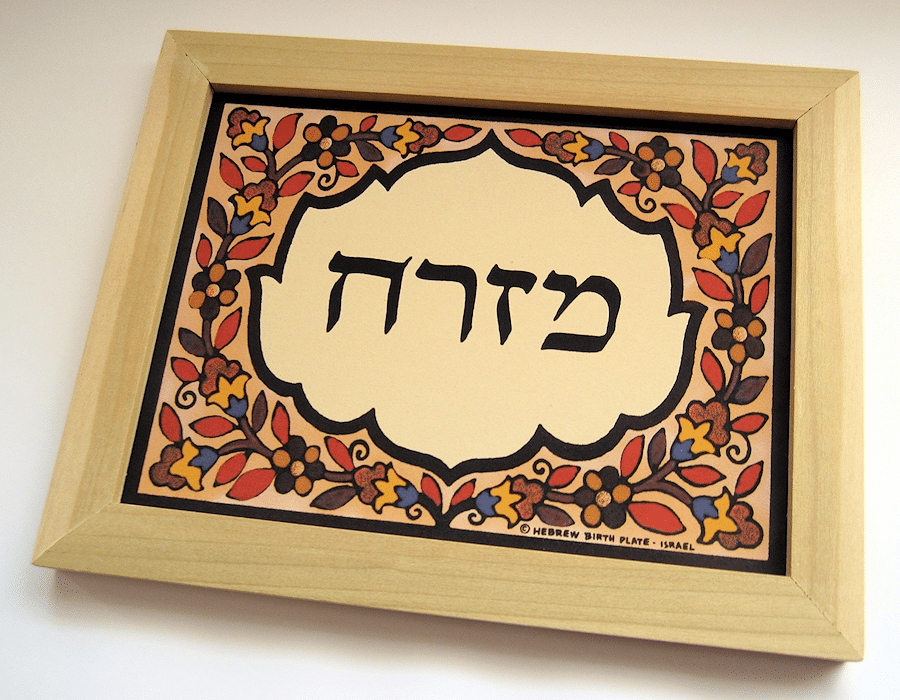 מזרח
© HEBREW BIRTH PLATE - ISRAEL